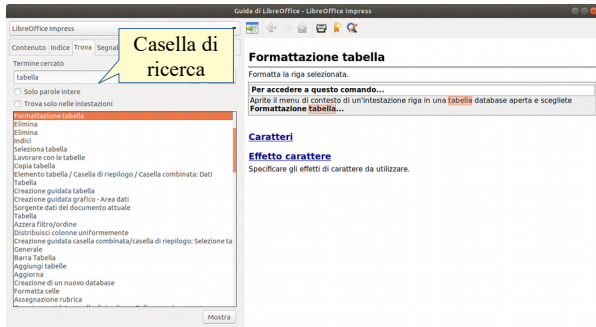 Guida di LibreOffice - LibreOffice Impress
LibreOffice Impress
Contenuto Indice Trova Segnal
Casella di
ricerca
Termine cercato
tabella
Solo parole intere
Trova solo nelle intestazioni
Formattazione tabella
Elimina
Elimina
Indici
Seleziona tabella
Lavorare con le tabelle
Copia tabella
Elemento tabella / Casella di riepilogo / Casella combinata: Dati
Tabella
Creazione guidata tabella
Creazione guidata grafico - Area dati
Sorgente dati del documento attuale
Tabella
Azzera filtro/ordine
Distribuisci colonne uniformemente
Creazione guidata casella combinata/casella di riepilogo: Selezione ta
Generale
Barra Tabella
Aggiungi tabelle
Aggiorna
Creazione di un nuovo database
Formatta celle
Assegnazione rubrica
Mostra
Formattazione tabella
Formatta la riga selezionata.
Per accedere a questo comando...
Aprite il menu di contesto di un'intestazione riga in una tabella database aperta e scegliete
Formattazione tabella...
Caratteri
Effetto carattere
Specificare gli effetti di carattere da utilizzare.